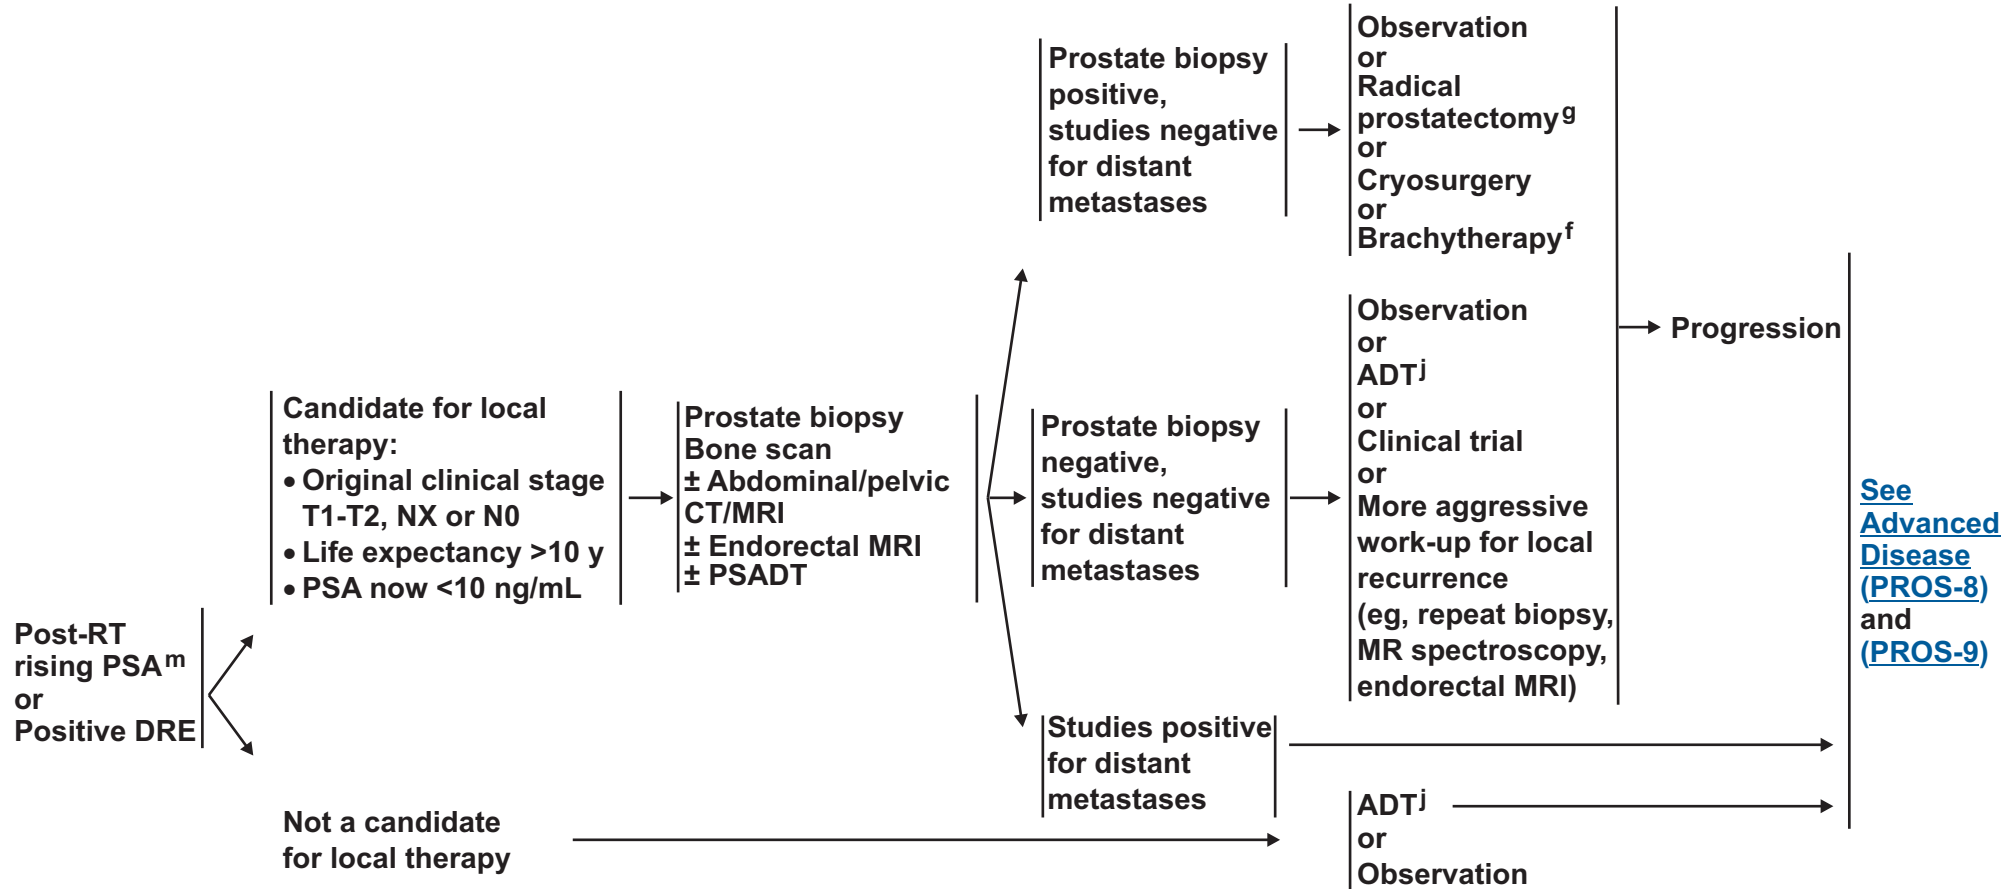 Post-RT
rising PSAᵐ
or
Positive DRE
Candidate for local
therapy:
• Original clinical stage
T1-T2, NX or N0
• Life expectancy >10 y
• PSA now <10 ng/mL
Not a candidate
for local therapy
Prostate biopsy
Bone scan
± Abdominal/pelvic
CT/MRI
± Endorectal MRI
± PSADT
Prostate biopsy
positive,
studies negative
for distant
metastases
Observation
or
Radical
prostatectomyᵍ
or
Cryosurgery
or
Brachytherapyᶠ
Prostate biopsy
negative,
studies negative
for distant
metastases
Observation
or
ADTʲ
or
Clinical trial
or
More aggressive
work-up for local
recurrence
(eg, repeat biopsy,
MR spectroscopy,
endorectal MRI)
Progression
Studies positive
for distant
metastases
ADTʲ
or
Observation
See
Advanced
Disease
(PROS-8)
and
(PROS-9)